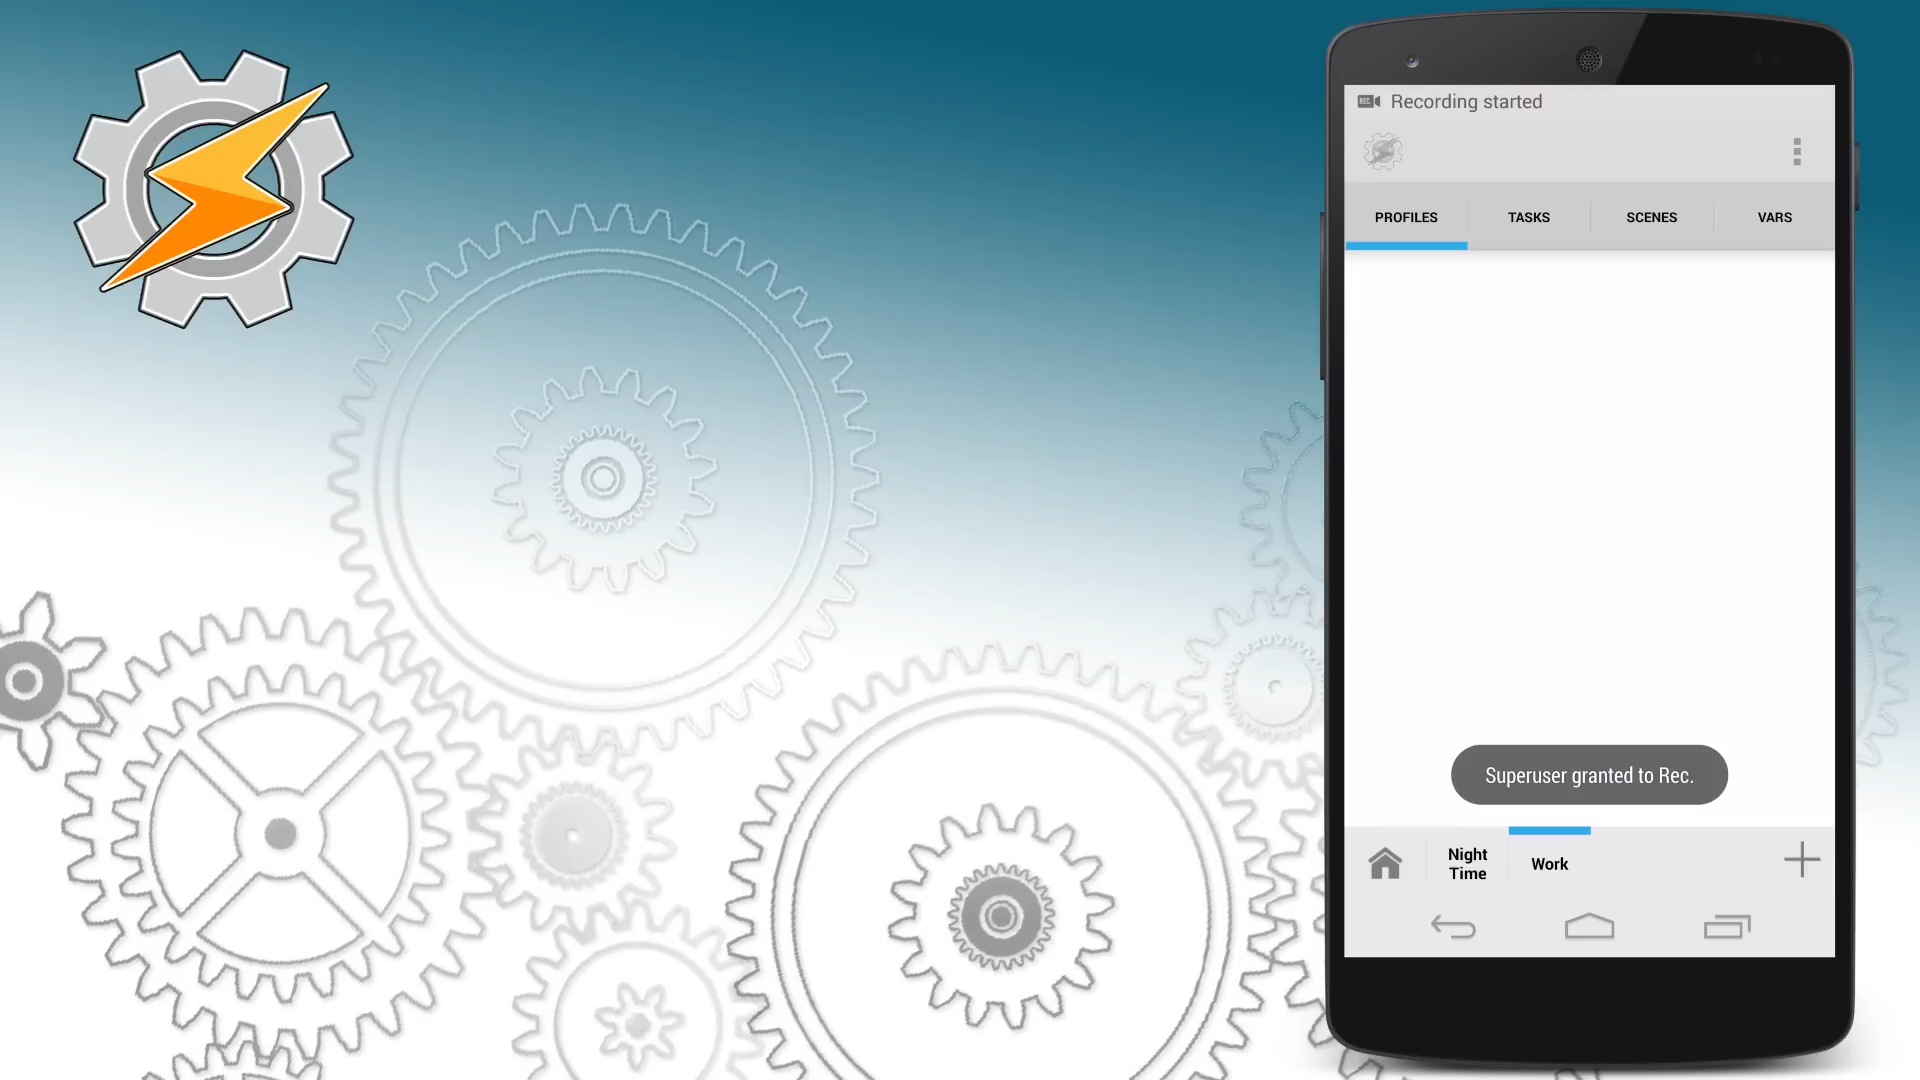 Recording started
PROFILES
TASKS
SCENES
VARS
Superuser granted to Rec.
Night
Time
Work